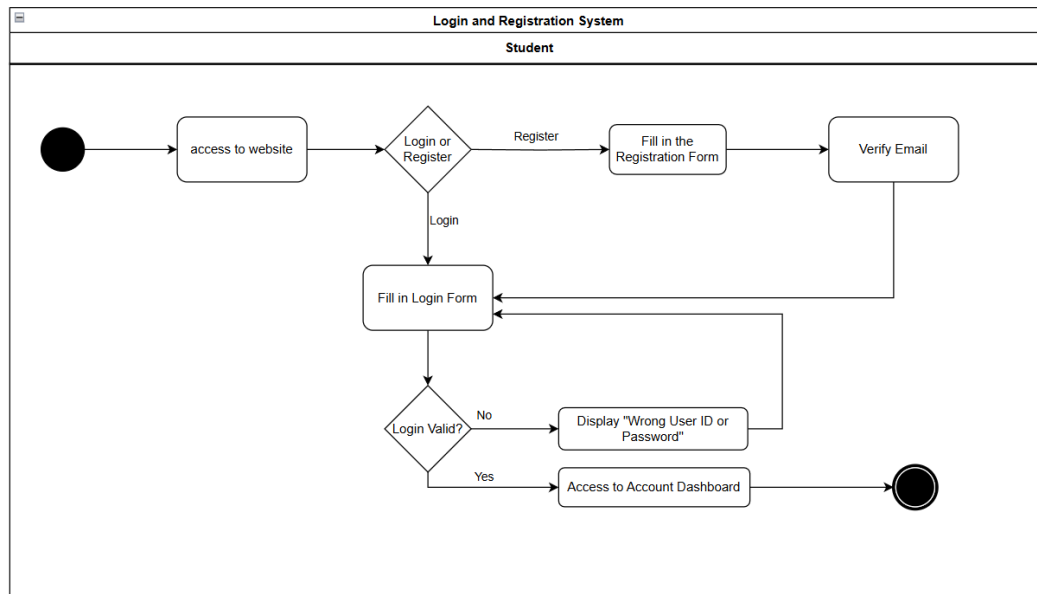 Login and Registration System
Student
access to website
Login or
Register
Register
Fill in the
Registration Form
Verify Email
Login
Fill in Login Form
Login Valid?
No
Display "Wrong User ID or
Password"
Yes
Access to Account Dashboard